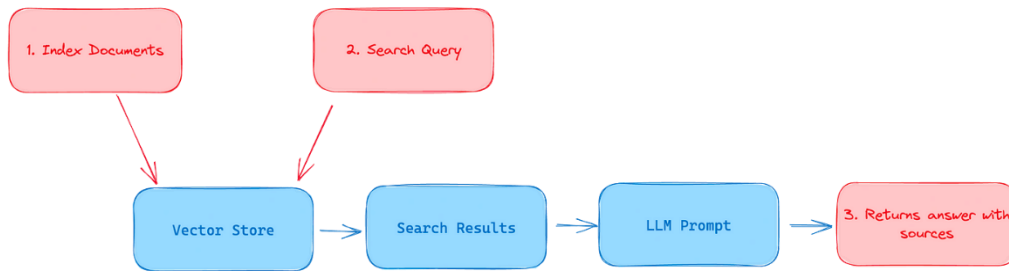 1. Index Documents
2. Search Query
Vector Store
Search Results
LLM Prompt
3. Returns answer with
sources